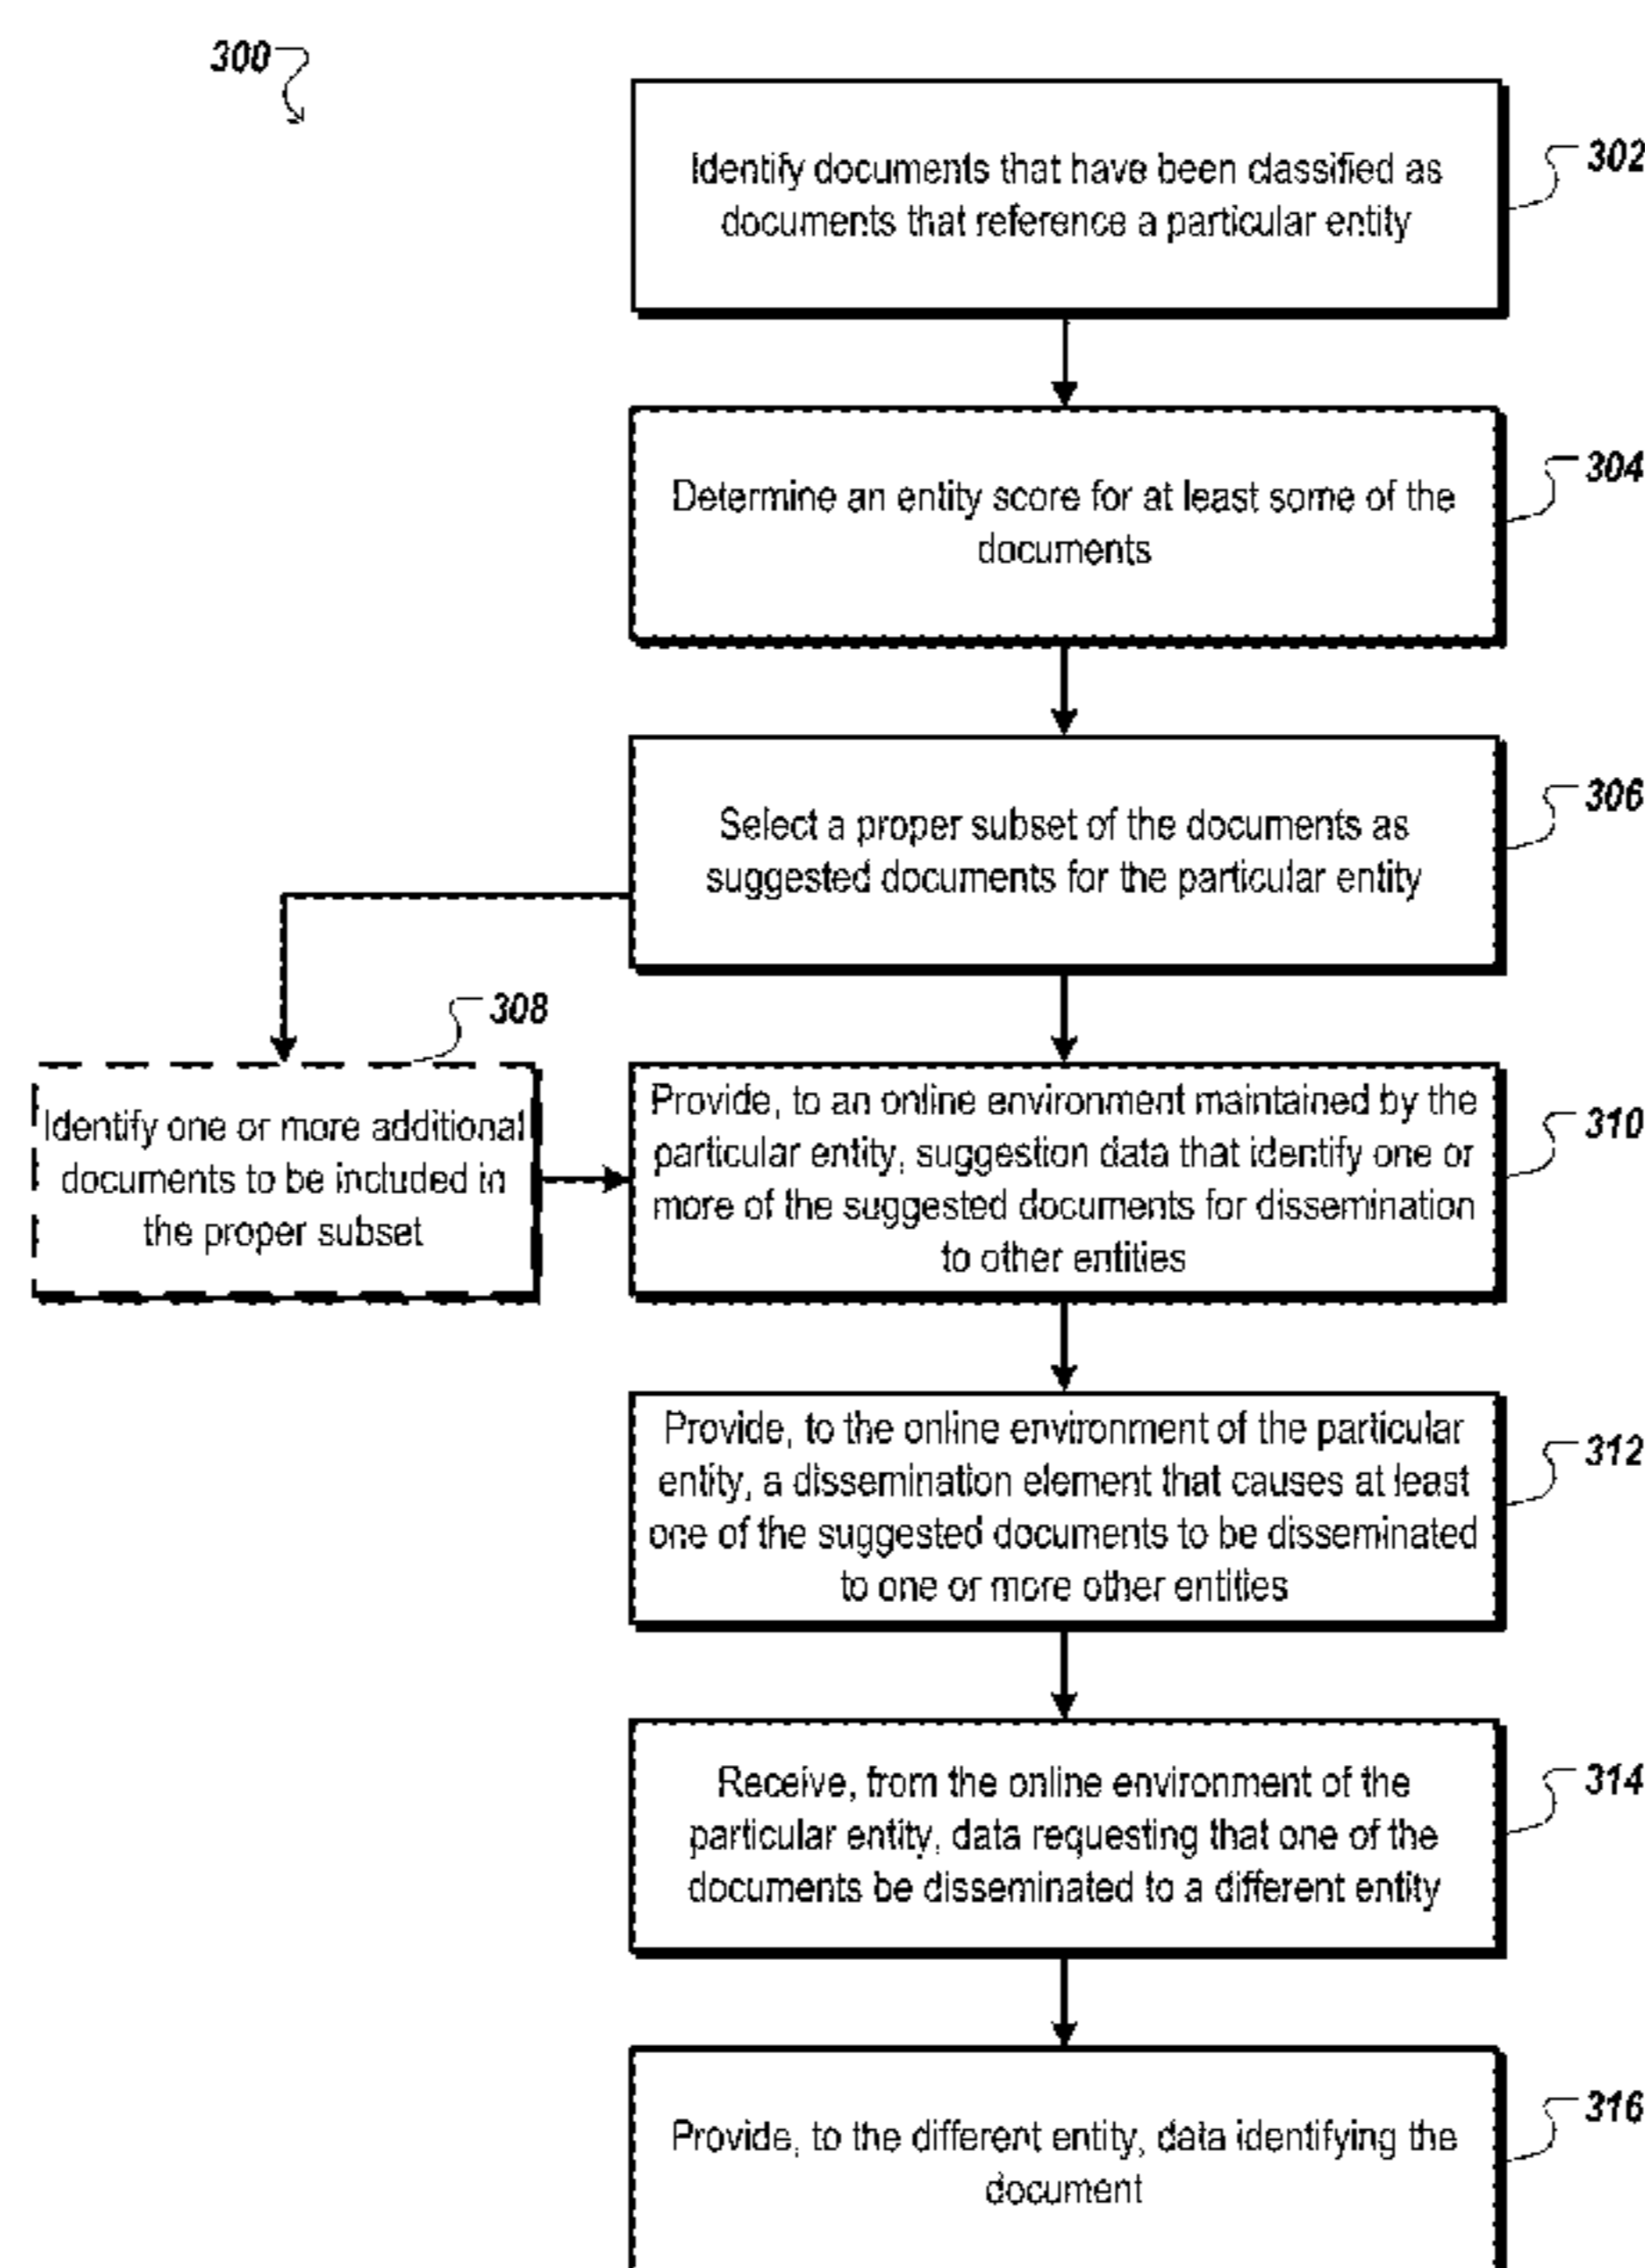 300
Identify documents that have been classified as
documents that reference a particular entity
302
Determine an entity score for at least some of the
documents
304
Select a proper subset of the documents as
suggested documents for the particular entity
306
308
Identify one or more additional
documents to be included in
the proper subset
Provide, to an online environment maintained by the
particular entity, suggestion data that identify one or
more of the suggested documents for dissemination
to other entities
310
Provide, to the online environment of the particular
entity, a dissemination element that causes at least
one of the suggested documents to be disseminated
to one or more other entities
312
Receive, from the online environment of the
particular entity, data requesting that one of the
documents be disseminated to a different entity
314
Provide, to the different entity, data identifying the
document
316